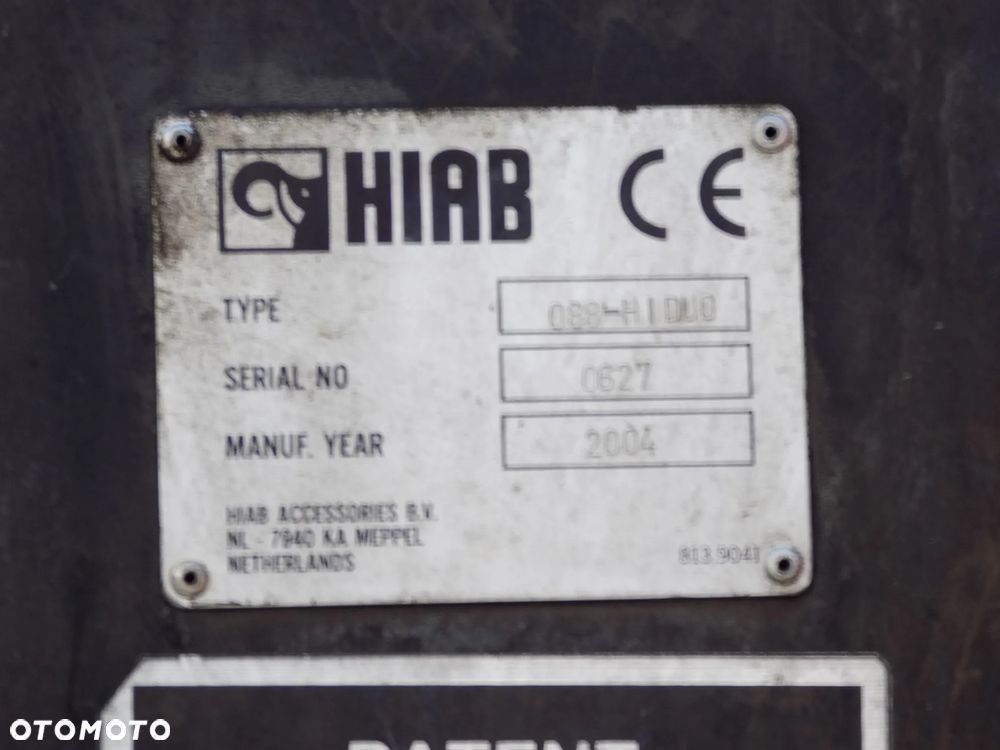 HIAB CE
TYPE 088-HIDUO
SERIAL NO 0627
MANUF. YEAR 2004
HIAB ACCESSORIES B.V.
NL - 7940 KA MEPPEL
NETHERLANDS
813.9041
PATENT
OTOMOTO